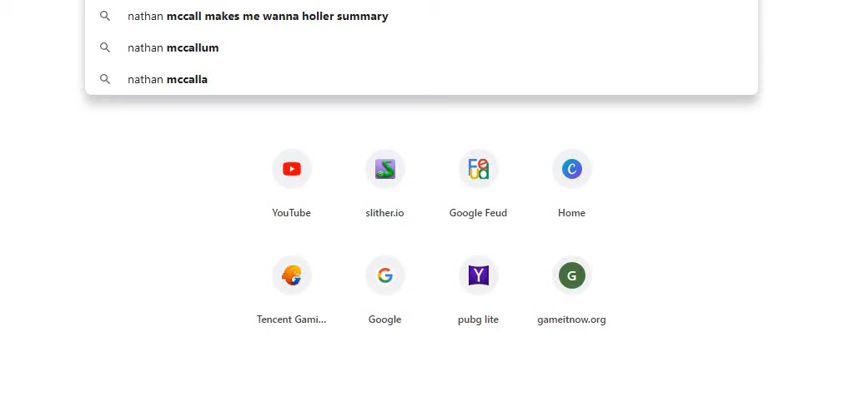 nathan mccall makes me wanna holler summary
nathan mccallum
nathan mccalla
YouTube
slither.io
Google Feud
Home
Tencent Gami...
Google
pubg lite
gameitnow.org
G